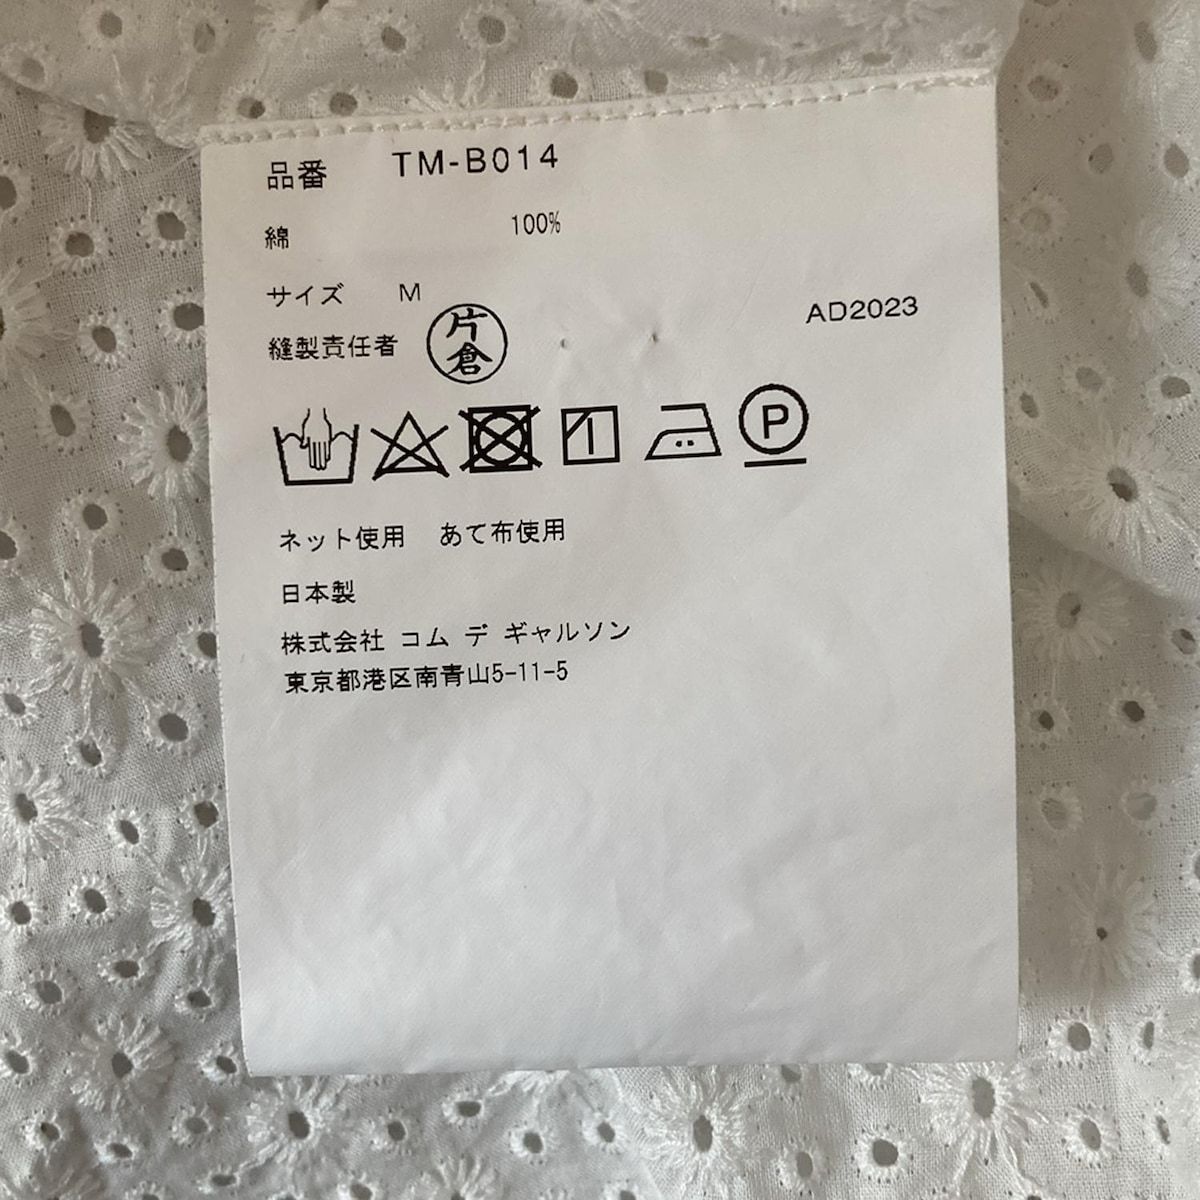 品番 TM-B014
綿 100%
サイズ M
AD2023
縫製責任者 片倉
P
ネット使用 あて布使用
日本製
株式会社 コム デ ギャルソン
東京都港区南青山5-11-5